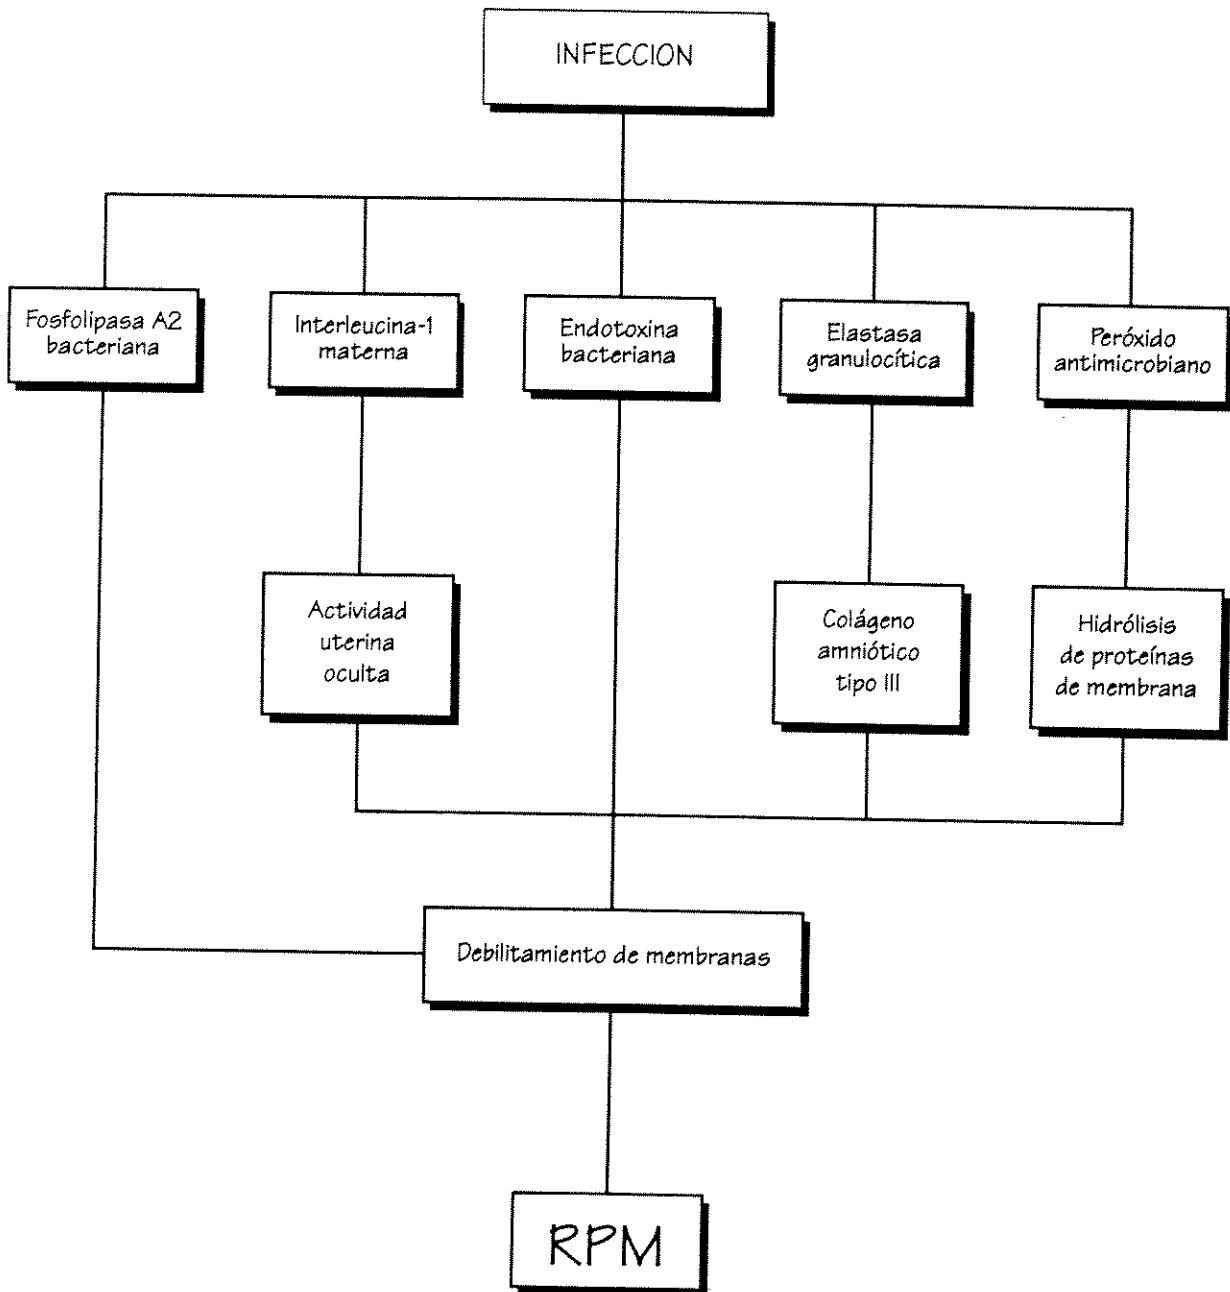 INFECCION
Fosfolipasa A2
bacteriana
Interleucina-1
materna
Endotoxina
bacteriana
Elastasa
granulocítica
Peróxido
antimicrobiano
Actividad
uterina
oculta
Colágeno
amniótico
tipo III
Hidrólisis
de proteínas
de membrana
Debilitamiento de membranas
RPM